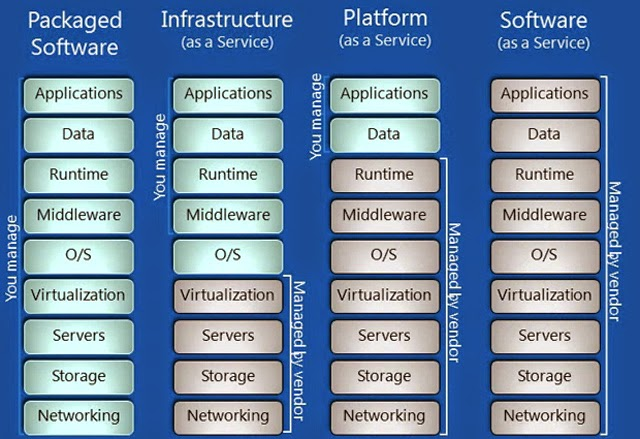 Packaged
Software
You manage
Applications
Data
Runtime
Middleware
O/S
Virtualization
Servers
Storage
Networking
Infrastructure
(as a Service)
You manage
Applications
Data
Runtime
Middleware
O/S
Virtualization
Servers
Storage
Networking
Managed by vendor
Platform
(as a Service)
You manage
Applications
Data
Runtime
Middleware
O/S
Virtualization
Servers
Storage
Networking
Managed by vendor
Software
(as a Service)
Applications
Data
Runtime
Middleware
O/S
Virtualization
Servers
Storage
Networking
Managed by vendor